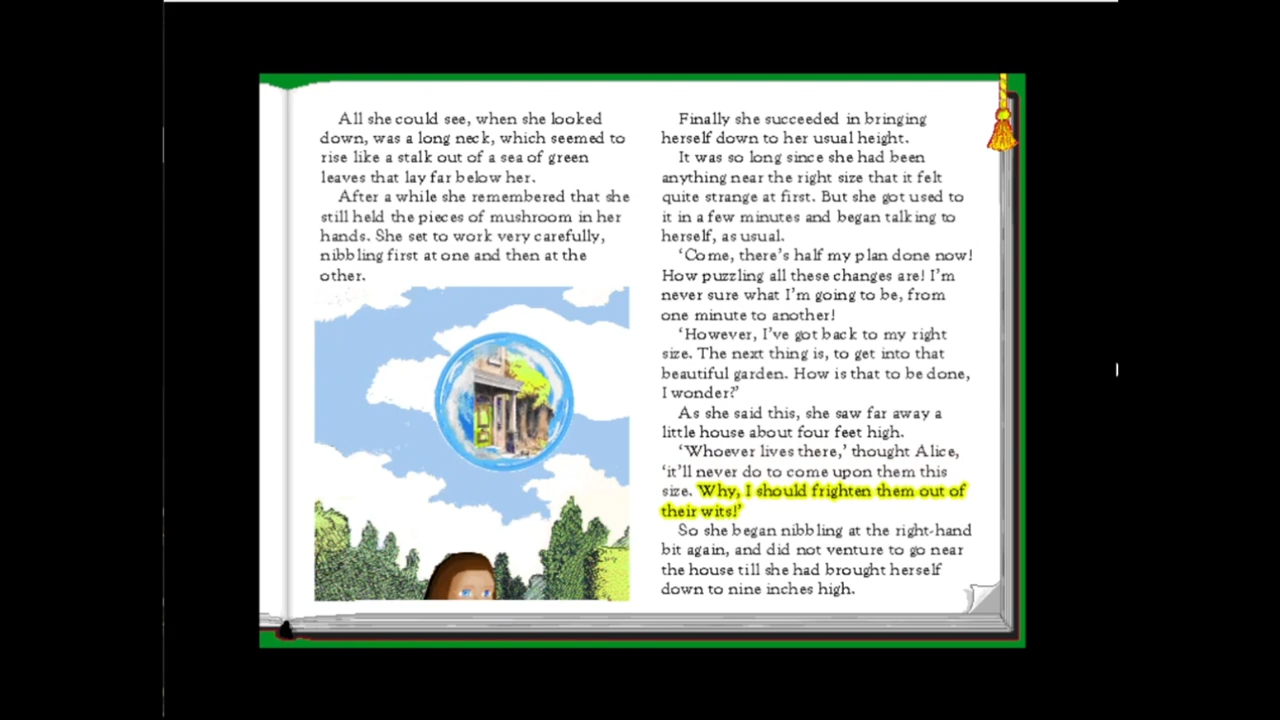 All she could see, when she looked
down, was a long neck, which seemed to
rise like a stalk out of a sea of green
leaves that lay far below her.
After a while she remembered that she
still held the pieces of mushroom in her
hands. She set to work very carefully,
nibbling first at one and then at the
other.
Finally she succeeded in bringing
herself down to her usual height.
It was so long since she had been
anything near the right size that it felt
quite strange at first. But she got used to
it in a few minutes and began talking to
herself, as usual.
‘Come, there’s half my plan done now!
How puzzling all these changes are! I’m
never sure what I’m going to be, from
one minute to another!
‘However, I’ve got back to my right
size. The next thing is, to get into that
beautiful garden. How is that to be done,
I wonder?’
As she said this, she saw far away a
little house about four feet high.
‘Whoever lives there,’ thought Alice,
‘it’ll never do to come upon them this
size. Why, I should frighten them out of
their wits!’
So she began nibbling at the right-hand
bit again, and did not venture to go near
the house till she had brought herself
down to nine inches high.